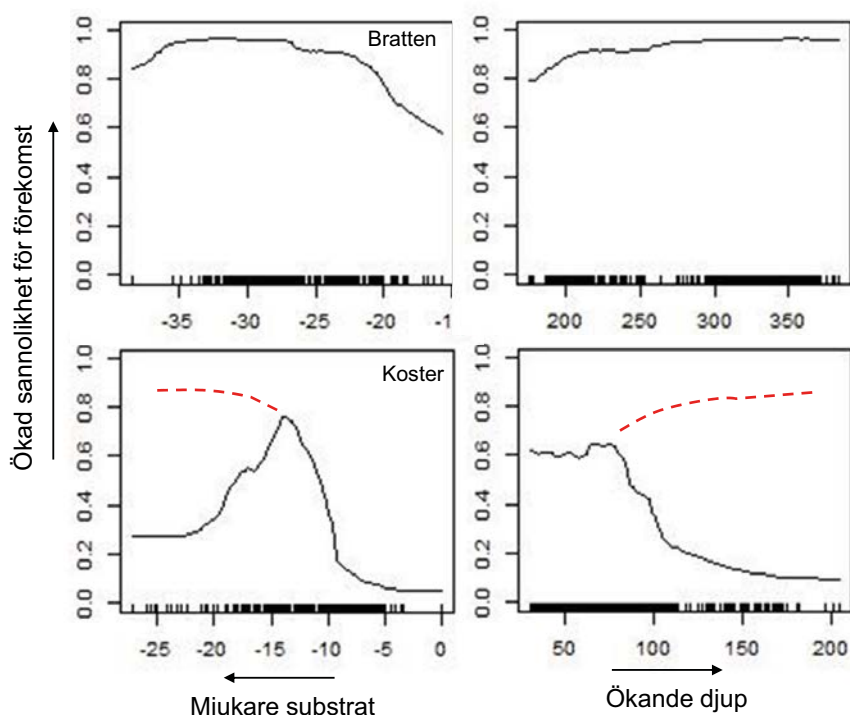 Ökad sannolikhet för förekomst
1.0
0.8
0.6
0.4
0.2
0.0
Bratten
-35 -30 -25 -20 -1
1.0
0.8
0.6
0.4
0.2
0.0
200 250 300 350
1.0
0.8
0.6
0.4
0.2
0.0
Koster
-25 -20 -15 -10 -5 0
Miukare substrat
1.0
0.8
0.6
0.4
0.2
0.0
50 100 150 200
Ökande djup